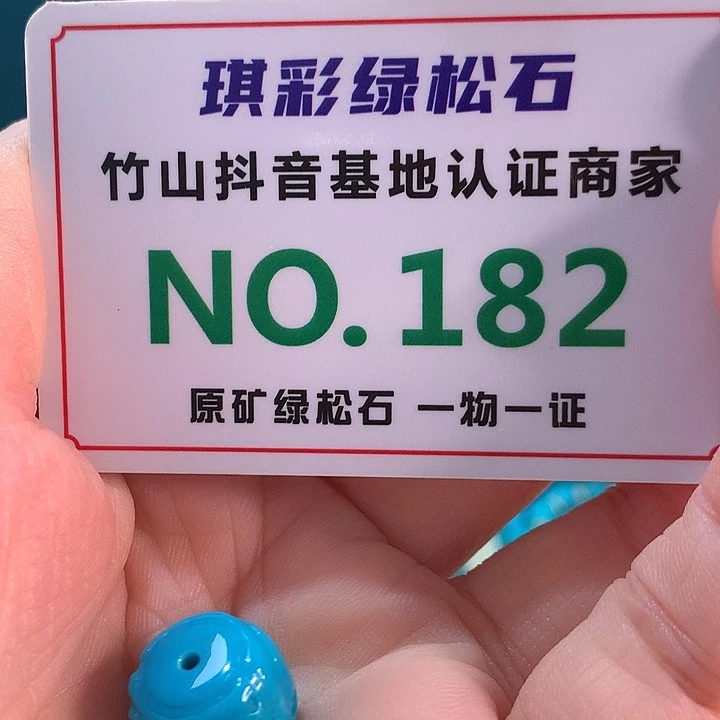 琪彩绿松石
竹山抖音基地认证商家
NO.182
原矿绿松石 一物一证